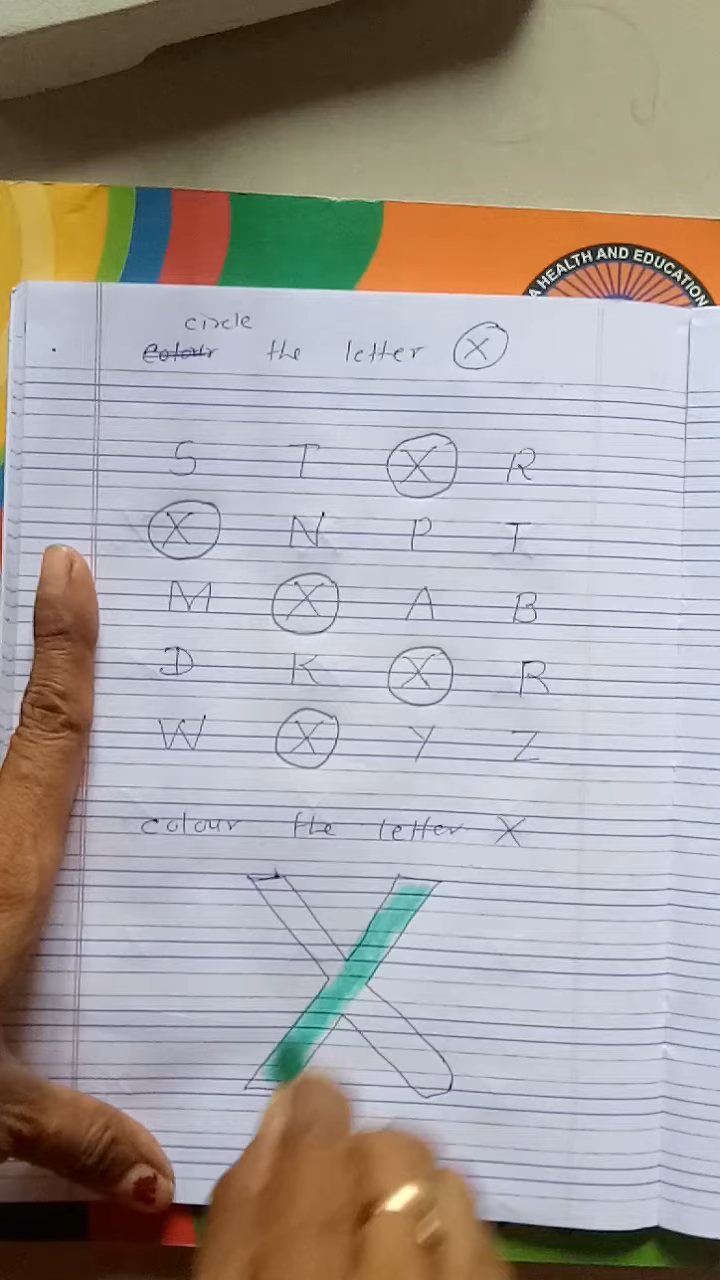 A HEALTH AND EDUCATION
circle
colour the letter X
S T X R
X N P I
M X A B
D K X R
W X Y Z
colour the letter X